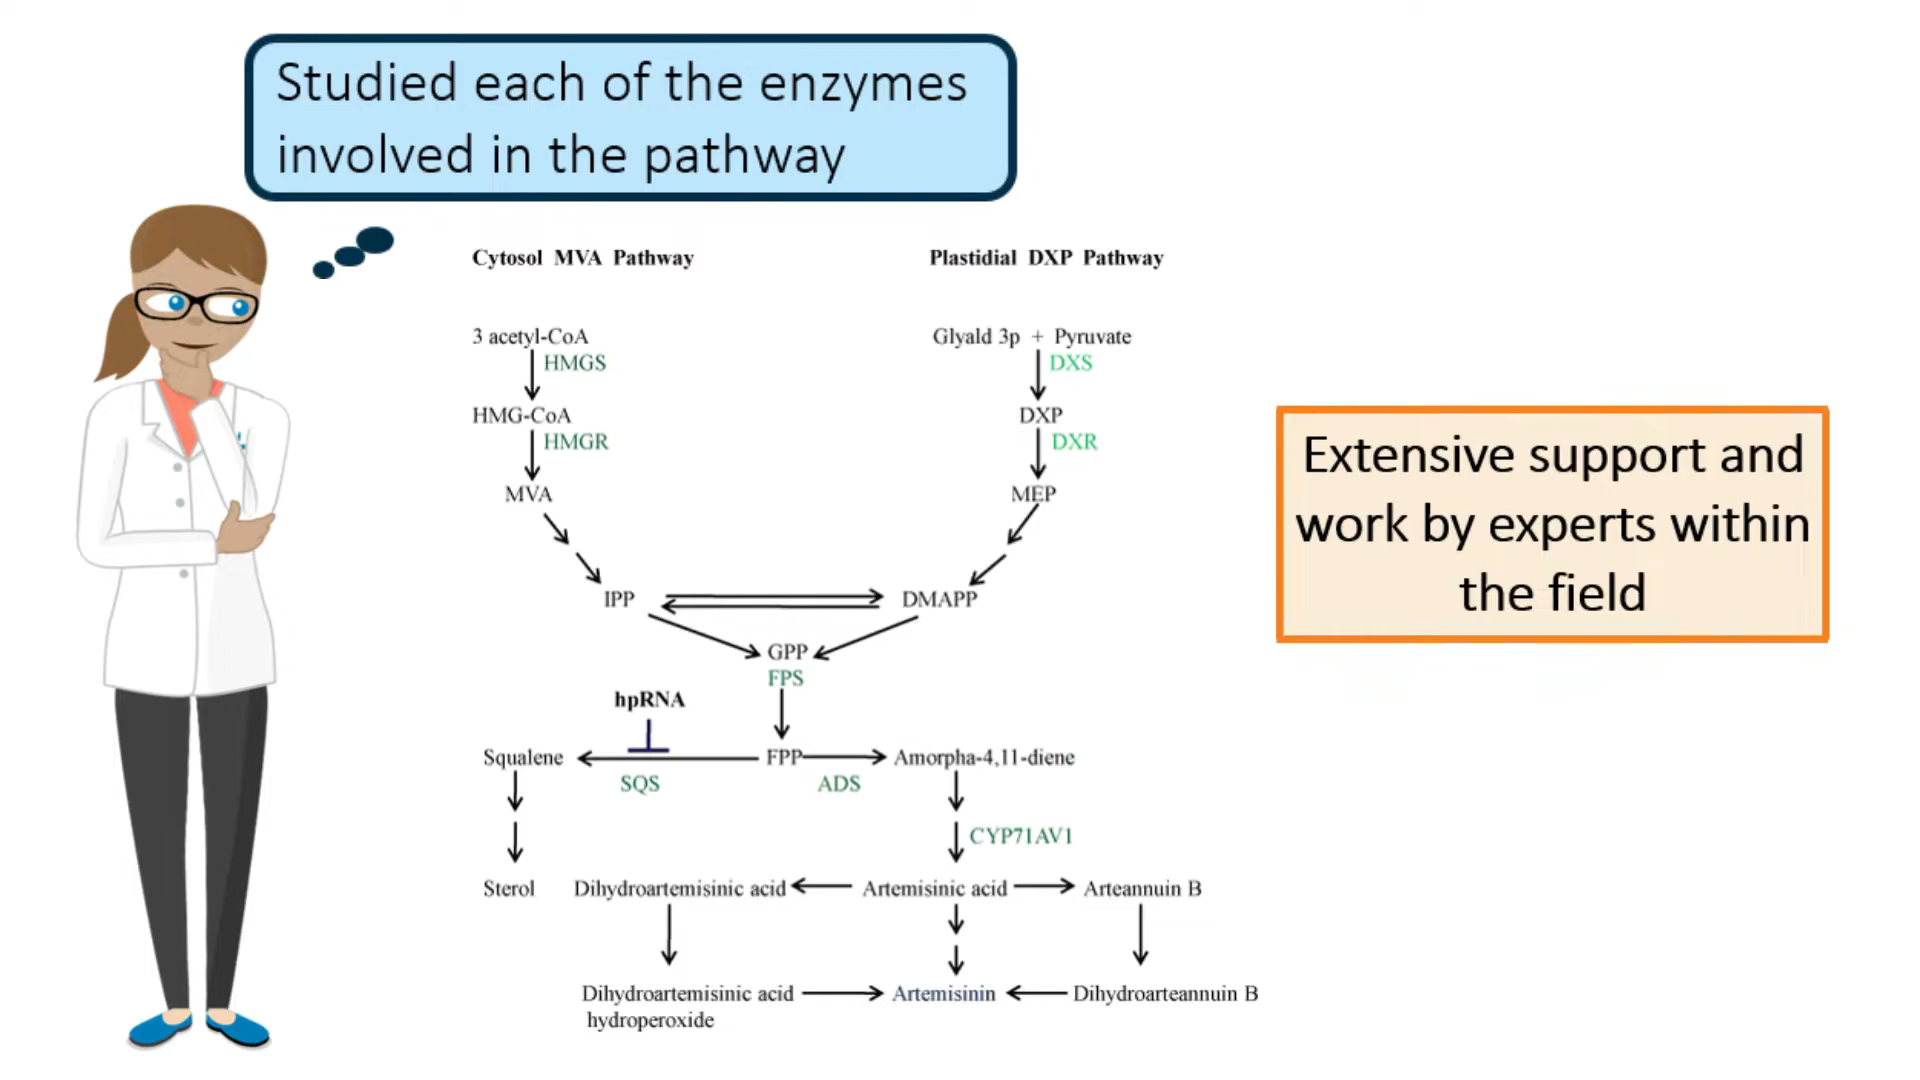 Studied each of the enzymes
involved in the pathway
Cytosol MVA Pathway
Plastidial DXP Pathway
3 acetyl-CoA
Glyald 3p + Pyruvate
HMGS
DXS
HMG-CoA
DXP
HMGR
DXR
MVA
MEP
IPP
DMAPP
GPP
FPS
hpRNA
Squalene
FPP
Amorpha-4,11-diene
SQS
ADS
CYP71AV1
Sterol
Dihydroartemisinic acid
Artemisinic acid
Arteannuin B
Dihydroartemisinic acid
hydroperoxide
Artemisinin
Dihydroarteannuin B
Extensive support and
work by experts within
the field